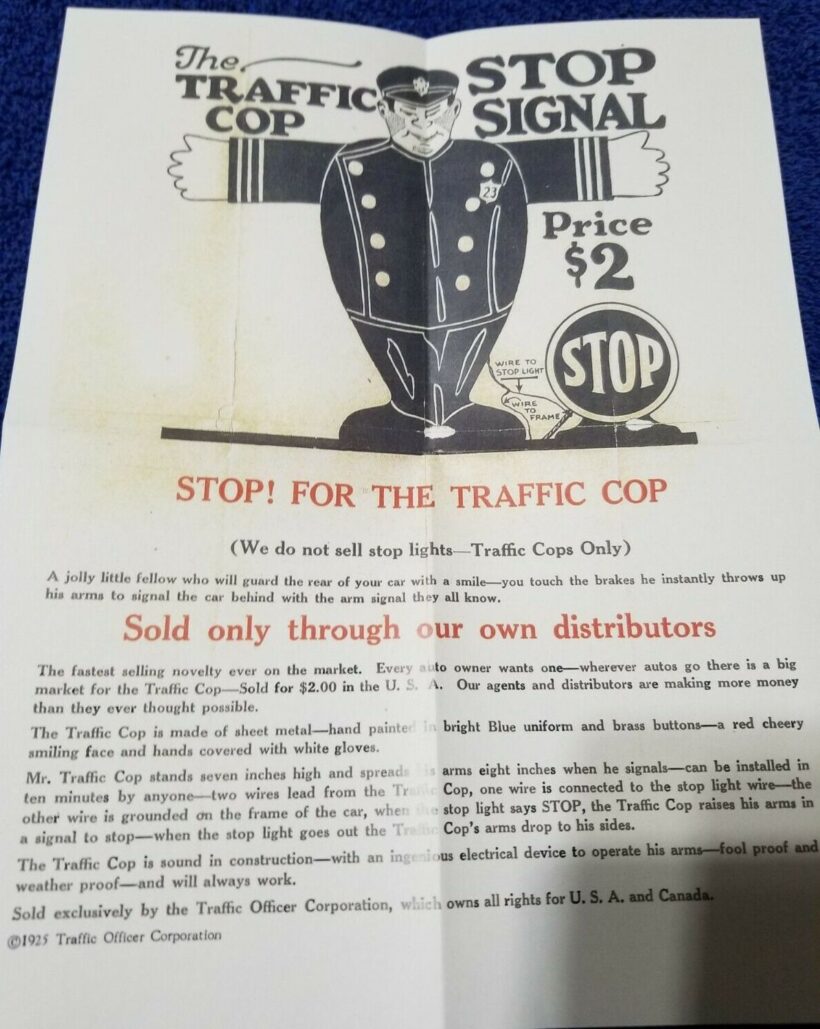 The
TRAFFIC
COP
STOP
SIGNAL
23
Price
$2
WIRE TO
STOP LIGHT
WIRE
TO
FRAME
STOP
STOP! FOR THE TRAFFIC COP
(We do not sell stop lights—Traffic Cops Only)
A jolly little fellow who will guard the rear of your car with a smile—you touch the brakes he instantly throws up
his arms to signal the car behind with the arm signal they all know.
Sold only through our own distributors
The fastest selling novelty ever on the market. Every auto owner wants one—wherever autos go there is a big
market for the Traffic Cop—Sold for $2.00 in the U. S. A. Our agents and distributors are making more money
than they ever thought possible.
The Traffic Cop is made of sheet metal—hand painted in bright Blue uniform and brass buttons—a red cheery
smiling face and hands covered with white gloves.
Mr. Traffic Cop stands seven inches high and spreads his arms eight inches when he signals—can be installed in
ten minutes by anyone—two wires lead from the Traffic Cop, one wire is connected to the stop light wire—the
other wire is grounded on the frame of the car, when the stop light says STOP, the Traffic Cop raises his arms in
a signal to stop—when the stop light goes out the Traffic Cop's arms drop to his sides.
The Traffic Cop is sound in construction—with an ingenious electrical device to operate his arms—fool proof and
weather proof—and will always work.
Sold exclusively by the Traffic Officer Corporation, which owns all rights for U. S. A. and Canada.
©1925 Traffic Officer Corporation